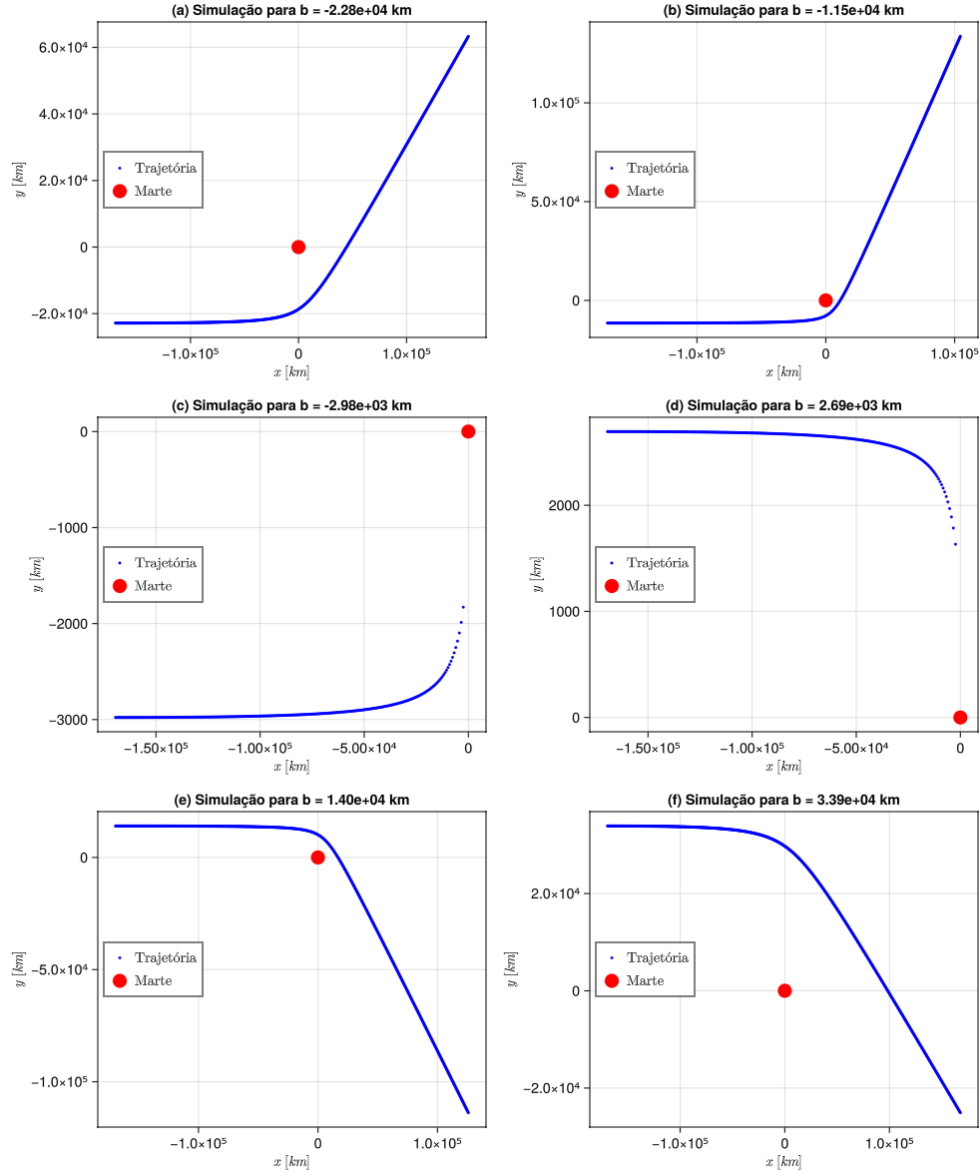 (a) Simulação para b = -2.28e+04 km
6.0×10⁴
4.0×10⁴
2.0×10⁴
0
−2.0×10⁴
y [km]
Trajetória
Marte
−1.0×10⁵
0
1.0×10⁵
x [km]
(b) Simulação para b = -1.15e+04 km
1.0×10⁵
5.0×10⁴
0
y [km]
Trajetória
Marte
−1.0×10⁵
0
1.0×10⁵
x [km]
(c) Simulação para b = -2.98e+03 km
0
−1000
−2000
−3000
y [km]
Trajetória
Marte
−1.50×10⁵
−1.00×10⁵
−5.00×10⁴
0
x [km]
(d) Simulação para b = 2.69e+03 km
2000
1000
0
y [km]
Trajetória
Marte
−1.50×10⁵
−1.00×10⁵
−5.00×10⁴
0
x [km]
(e) Simulação para b = 1.40e+04 km
0
−5.0×10⁴
−1.0×10⁵
y [km]
Trajetória
Marte
−1.0×10⁵
0
1.0×10⁵
x [km]
(f) Simulação para b = 3.39e+04 km
2.0×10⁴
0
−2.0×10⁴
y [km]
Trajetória
Marte
−1.0×10⁵
0
1.0×10⁵
x [km]